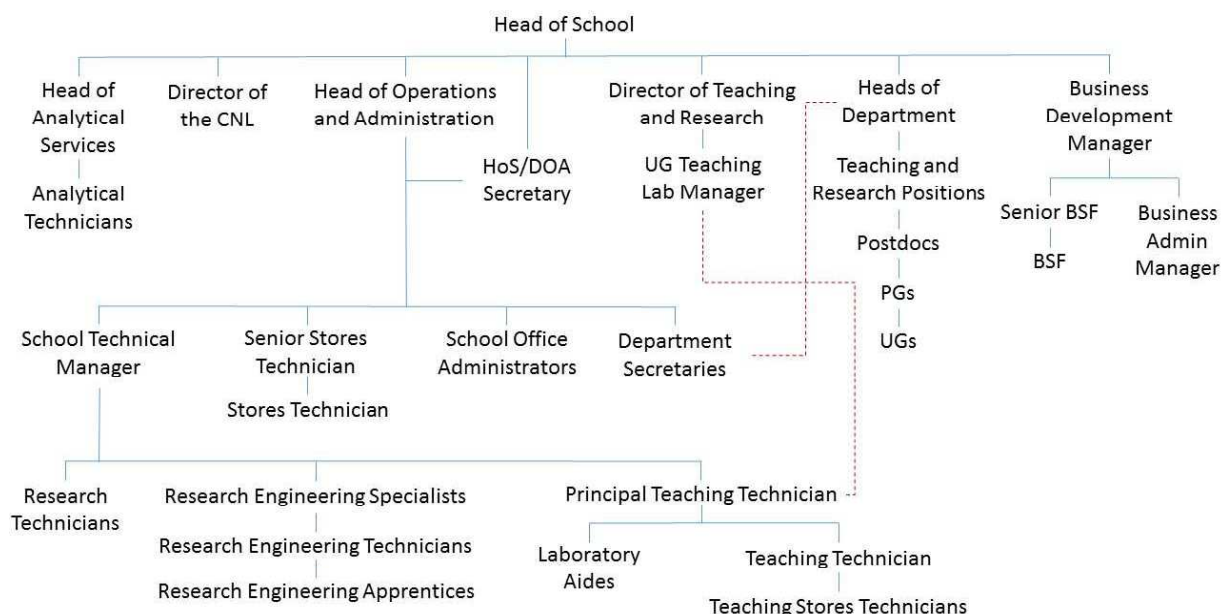 Head of School
Head of
Analytical
Services
Director of
the CNL
Head of Operations
and Administration
HoS/DOA
Secretary
Director of Teaching
and Research
Heads of
Department
Business
Development
Manager
Analytical
Technicians
UG Teaching
Lab Manager
Teaching and
Research Positions
Postdocs
PGs
UGs
Senior BSF
BSF
Business
Admin
Manager
School Technical
Manager
Senior Stores
Technician
Stores Technician
School Office
Administrators
Department
Secretaries
Research
Technicians
Research Engineering Specialists
Research Engineering Technicians
Research Engineering Apprentices
Principal Teaching Technician
Laboratory
Aides
Teaching Technician
Teaching Stores Technicians